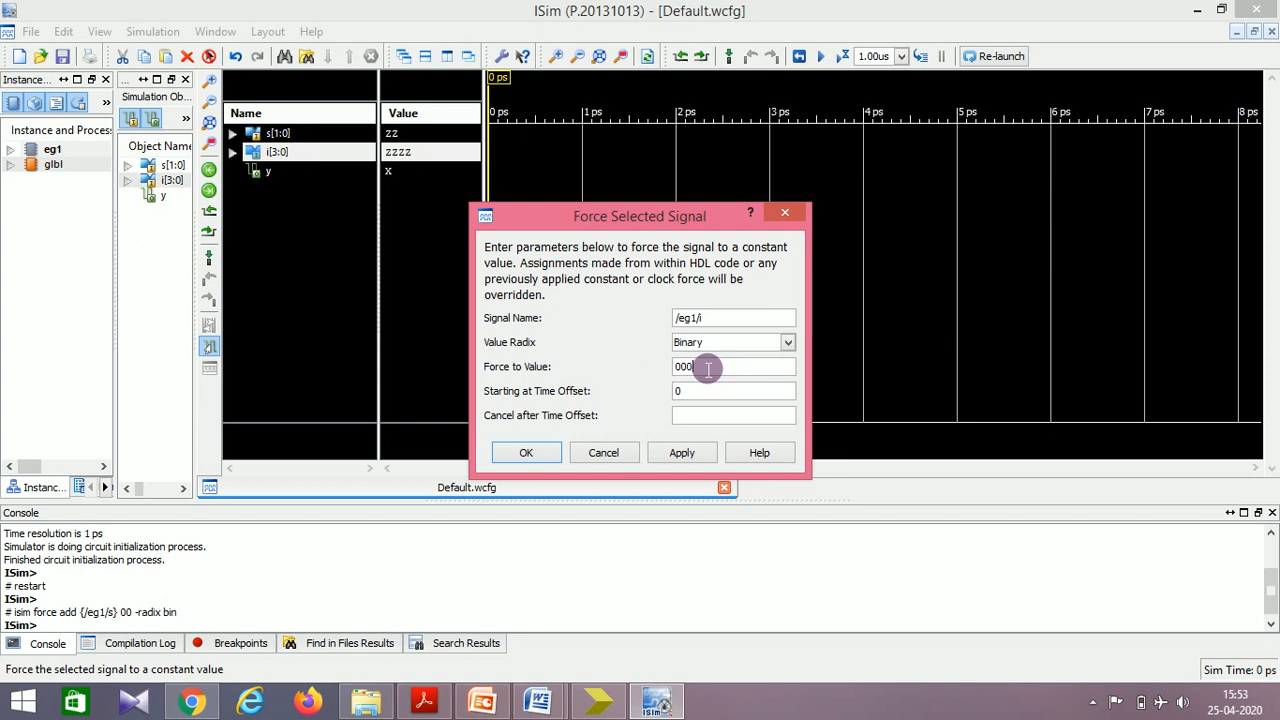 ISim (P.20131013) - [Default.wcfg]
File Edit View Simulation Window Layout Help
1.00us Re-launch
Instance...
Simulation Ob...
Instance and Process
eg1
glbl
Object Name
s[1:0]
i[3:0]
y
Name Value
s[1:0] zz
i[3:0] zzzz
y x
0 ps
0 ps 1 ps 2 ps 3 ps 4 ps 5 ps 6 ps 7 ps 8 ps
Force Selected Signal
Enter parameters below to force the signal to a constant
value. Assignments made from within HDL code or any
previously applied constant or clock force will be
overridden.
Signal Name: /eg1/i
Value Radix Binary
Force to Value: 000
Starting at Time Offset: 0
Cancel after Time Offset:
OK Cancel Apply Help
Instanc...
Default.wcfg
Console
Time resolution is 1 ps
Simulator is doing circuit initialization process.
Finished circuit initialization process.
ISim>
# restart
ISim>
# isim force add {/eg1/s} 00 -radix bin
ISim>
Console Compilation Log Breakpoints Find in Files Results Search Results
Force the selected signal to a constant value
Sim Time: 0 ps
15:53
25-04-2020